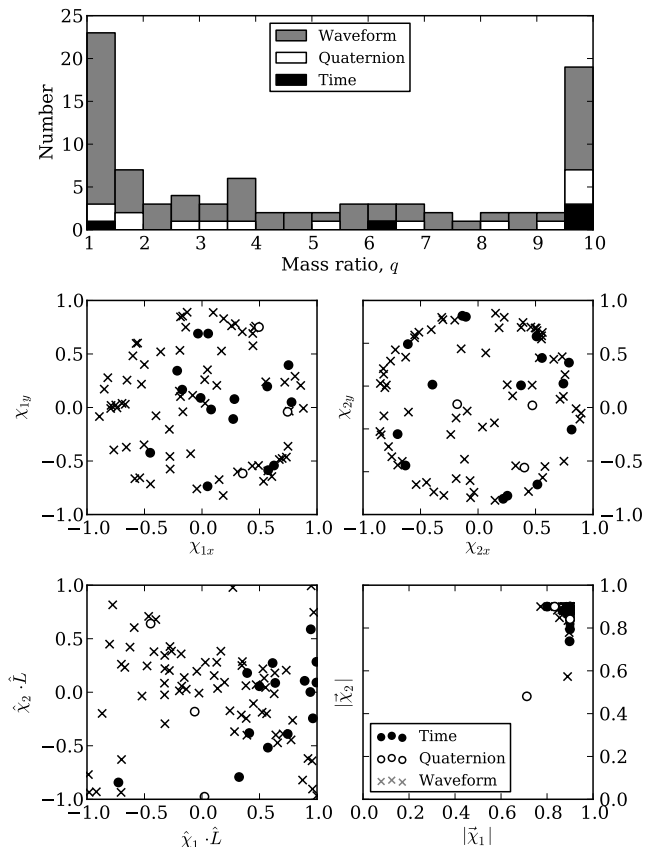 25
20
15
10
5
0
Number
Waveform
Quaternion
Time
1 2 3 4 5 6 7 8 9 10
Mass ratio, q
1.0
0.5
0.0
−0.5
−1.0
χ1y
−1.0 −0.5 0.0 0.5 1.0
χ1x
χ2y
1.0
0.5
0.0
−0.5
−1.0
−1.0 −0.5 0.0 0.5 1.0
χ2x
1.0
0.5
0.0
−0.5
−1.0
χ̂2 · L̂
−1.0 −0.5 0.0 0.5 1.0
χ̂1 · L̂
|χ⃗2|
1.0
0.8
0.6
0.4
0.2
0.0
Time
Quaternion
Waveform
0.0 0.2 0.4 0.6 0.8 1.0
|χ⃗1|